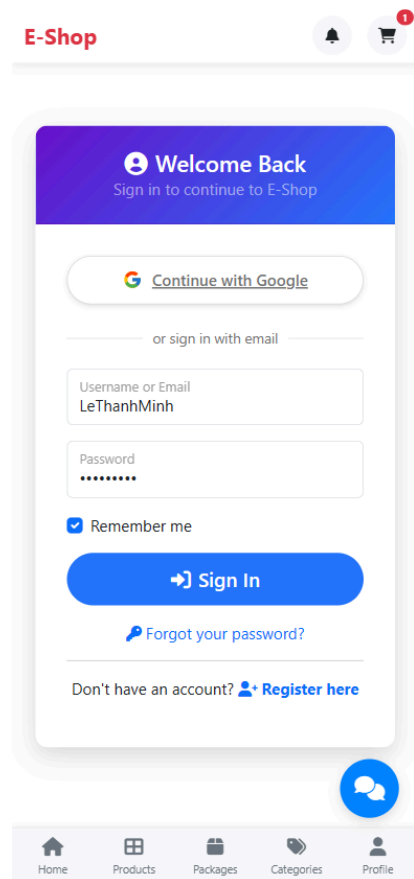 E-Shop
1
Welcome Back
Sign in to continue to E-Shop
Continue with Google
or sign in with email
Username or Email
LeThanhMinh
Password
•••••••••
Remember me
Sign In
Forgot your password?
Don't have an account? Register here
Home Products Packages Categories Profile